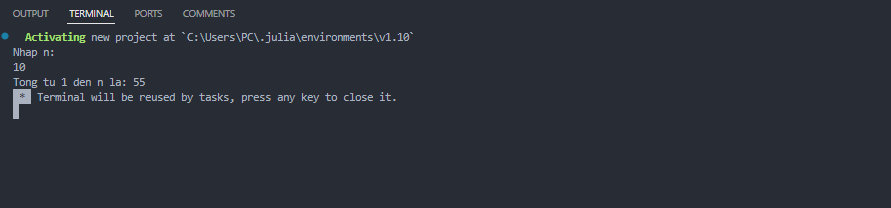 OUTPUT TERMINAL PORTS COMMENTS
Activating new project at `C:\Users\PC\.julia\environments\v1.10`
Nhap n:
10
Tong tu 1 den n la: 55
* Terminal will be reused by tasks, press any key to close it.